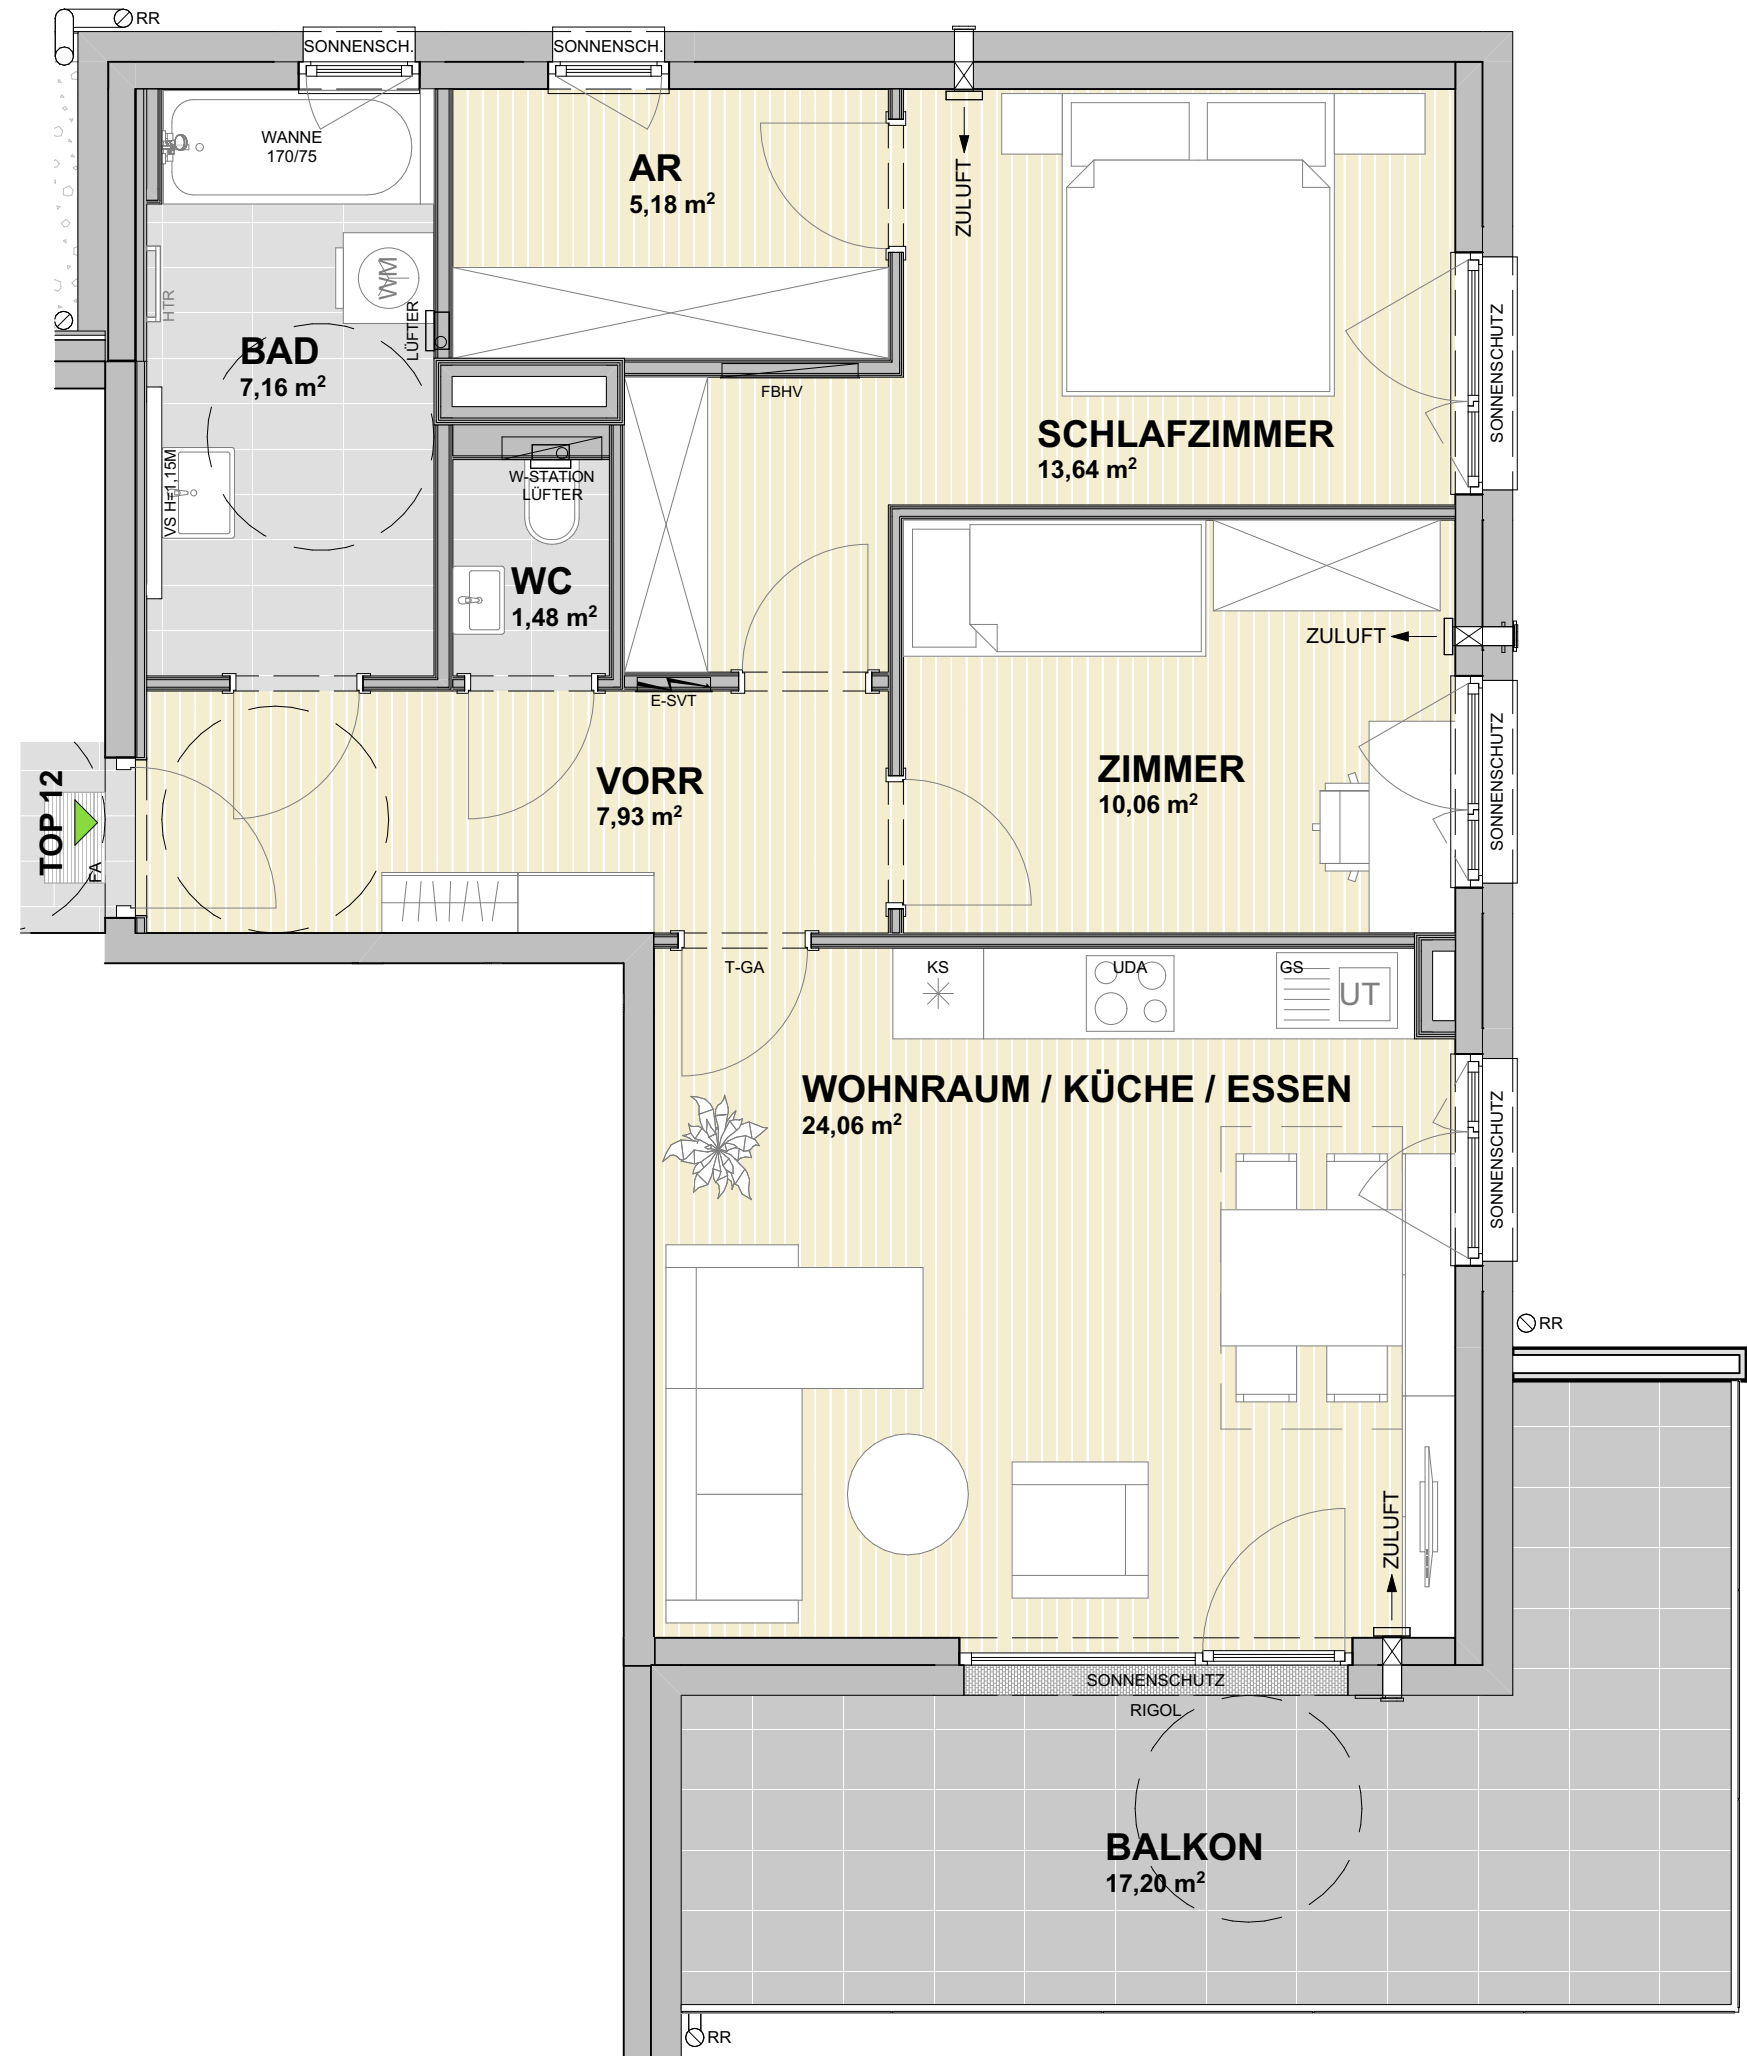 RR
SONNENSCH.
SONNENSCH.
WANNE
170/75
AR
5,18 m²
ZULUFT
HTR
WM
LÜFTER
BAD
7,16 m²
FBHV
SCHLAFZIMMER
13,64 m²
SONNENSCHUTZ
VS H=1,15M
W-STATION
LÜFTER
WC
1,48 m²
ZULUFT
E-SVT
TOP 12
FA
VORR
7,93 m²
ZIMMER
10,06 m²
SONNENSCHUTZ
T-GA
KS
UDA
GS
UT
WOHNRAUM / KÜCHE / ESSEN
24,06 m²
SONNENSCHUTZ
RR
ZULUFT
SONNENSCHUTZ
RIGOL
BALKON
17,20 m²
RR